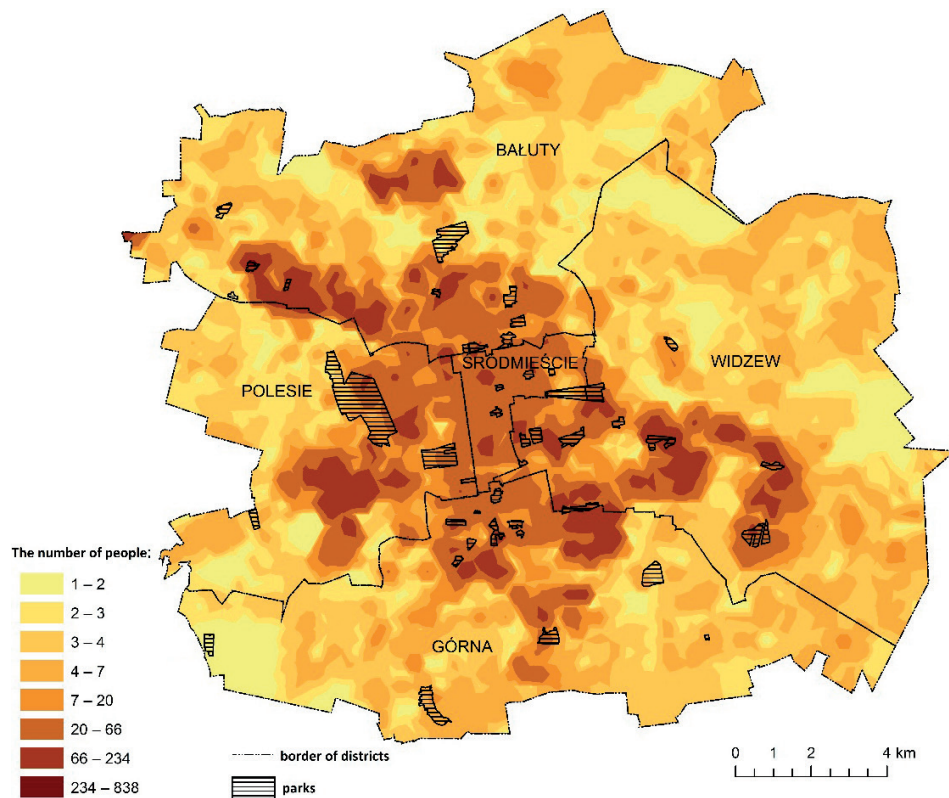 BAŁUTY
ŚRÓDMIEŚCIE
WIDZEW
POLESIE
GÓRNA
The number of people:
1 – 2
2 – 3
3 – 4
4 – 7
7 – 20
20 – 66
66 – 234
234 – 838
border of districts
parks
0 1 2 4 km